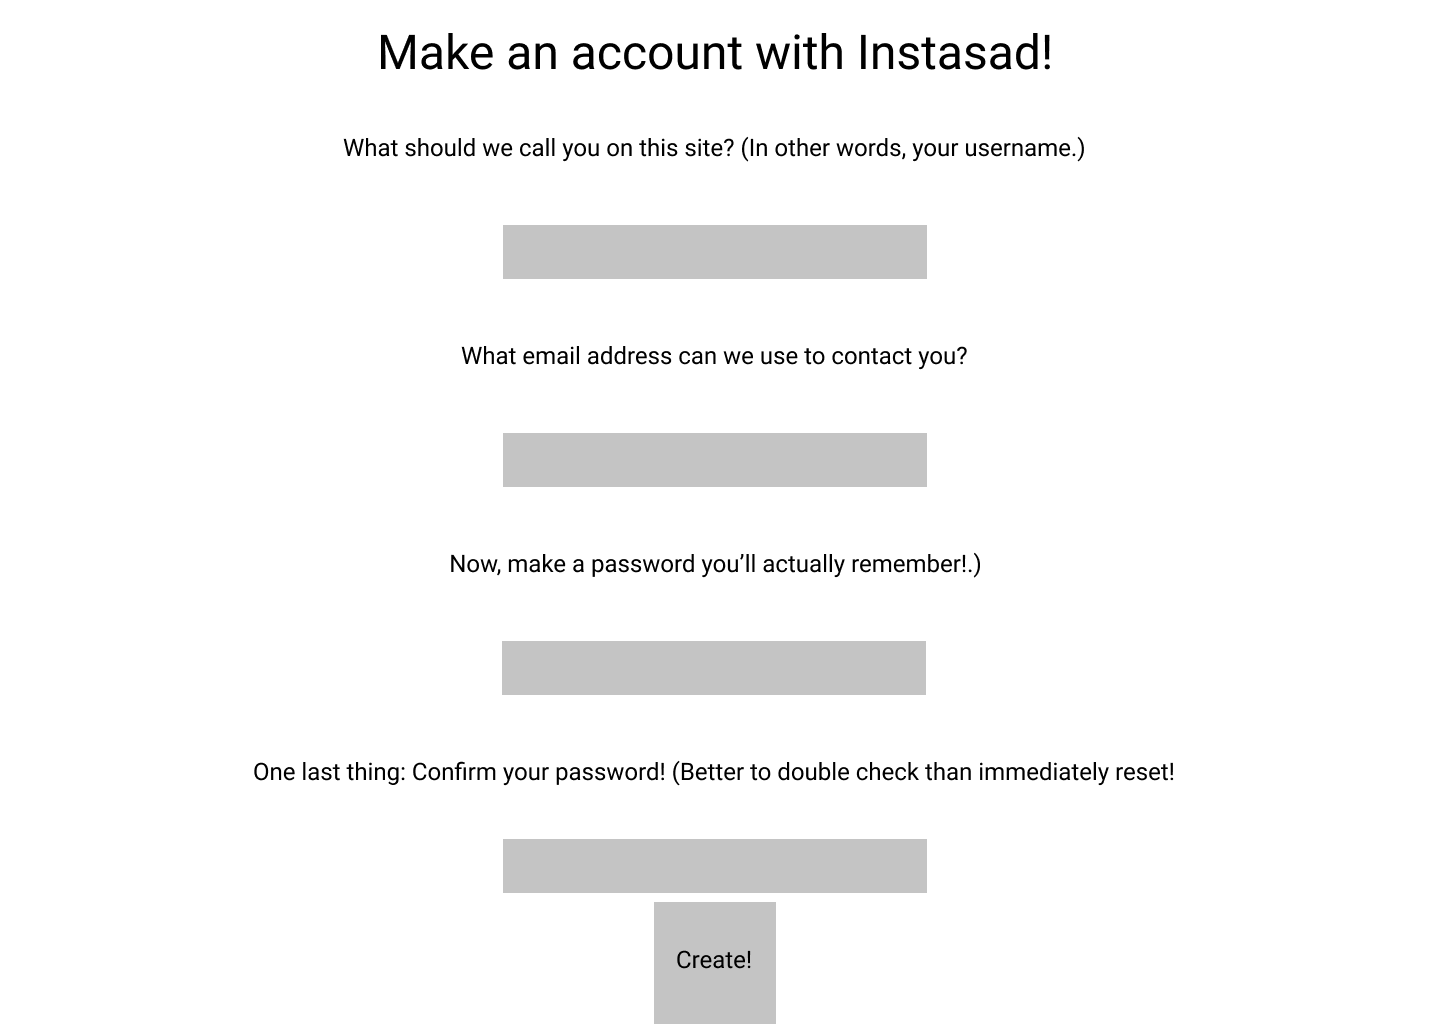 Make an account with Instasad!
What should we call you on this site? (In other words, your username.)
What email address can we use to contact you?
Now, make a password you’ll actually remember!.)
One last thing: Confirm your password! (Better to double check than immediately reset!
Create!